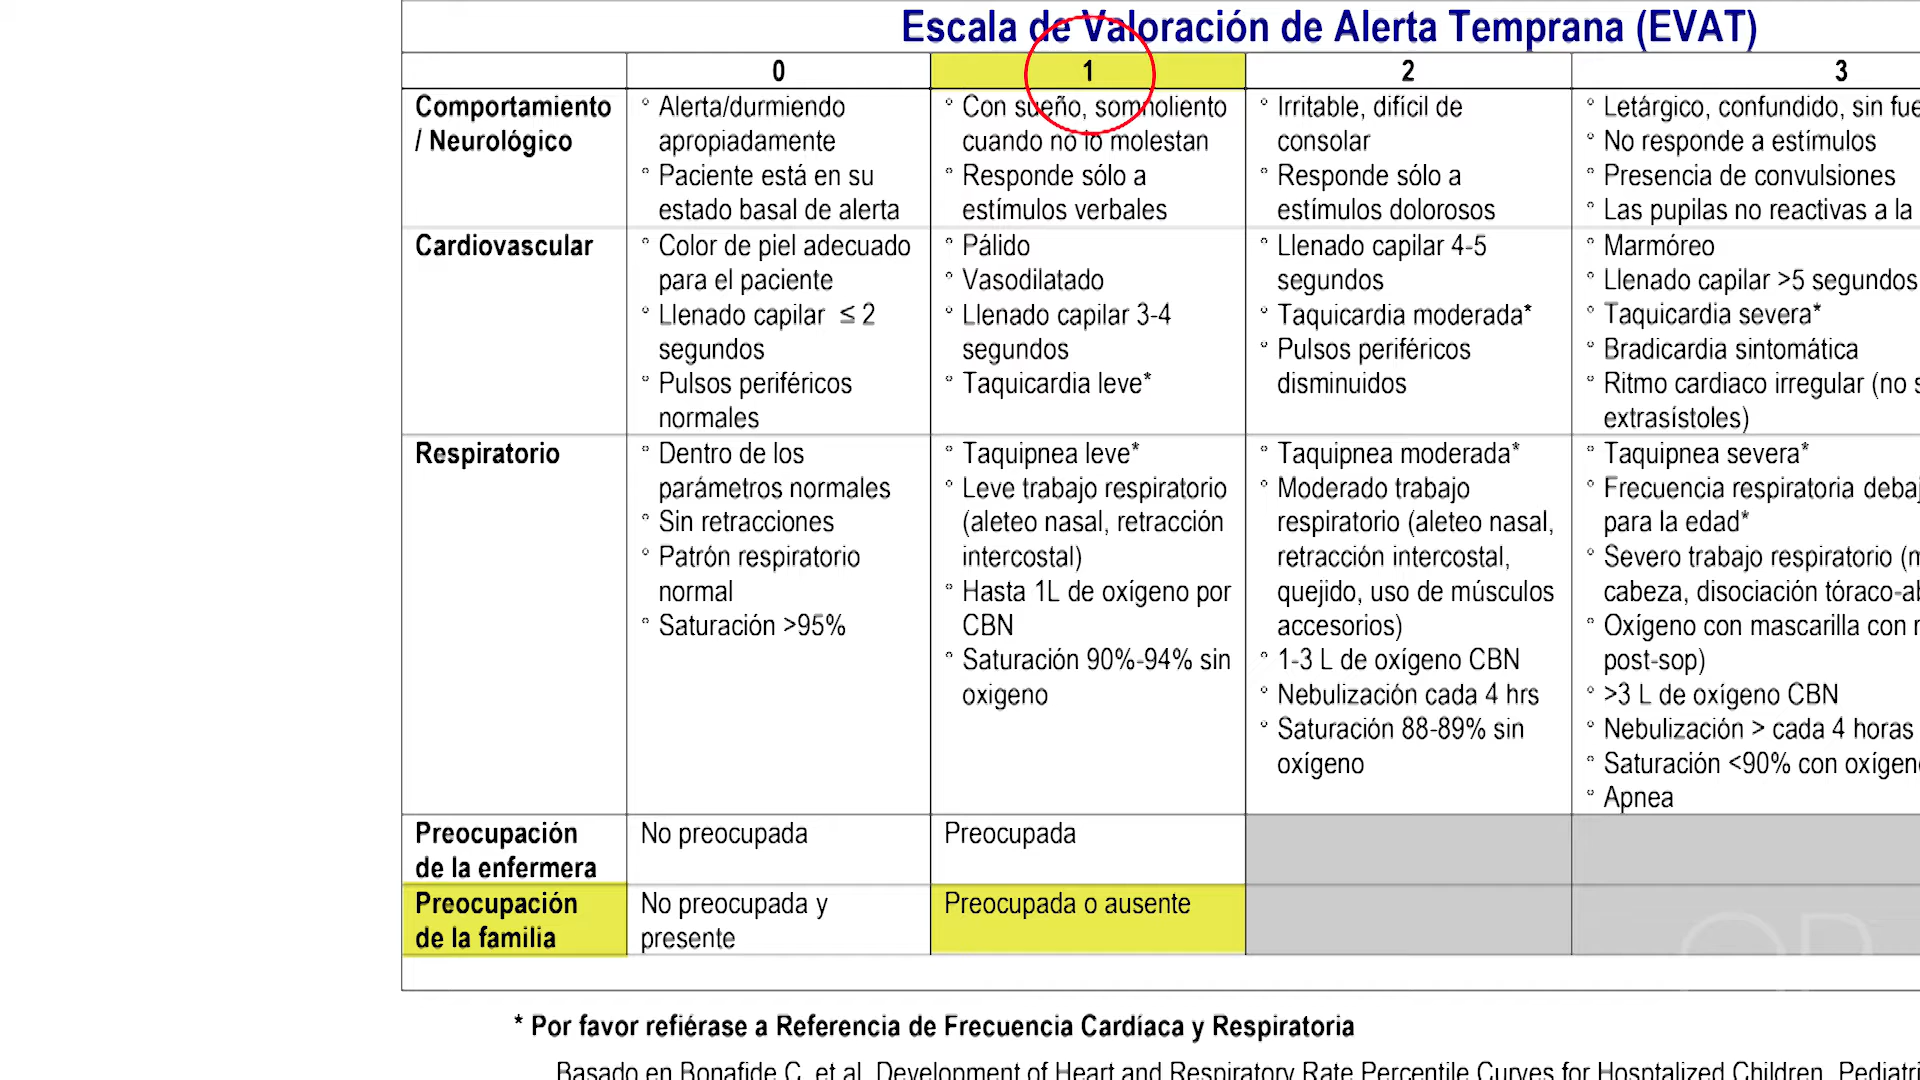 Escala de Valoración de Alerta Temprana (EVAT)
0
1
2
3
Comportamiento
/ Neurológico
° Alerta/durmiendo
apropiadamente
° Paciente está en su
estado basal de alerta
° Con sueño, somnoliento
cuando no lo molestan
° Responde sólo a
estímulos verbales
° Irritable, difícil de
consolar
° Responde sólo a
estímulos dolorosos
° Letárgico, confundido, sin fue
° No responde a estímulos
° Presencia de convulsiones
° Las pupilas no reactivas a la
Cardiovascular
° Color de piel adecuado
para el paciente
° Llenado capilar ≤ 2
segundos
° Pulsos periféricos
normales
° Pálido
° Vasodilatado
° Llenado capilar 3-4
segundos
° Taquicardia leve*
° Llenado capilar 4-5
segundos
° Taquicardia moderada*
° Pulsos periféricos
disminuidos
° Marmóreo
° Llenado capilar >5 segundos
° Taquicardia severa*
° Bradicardia sintomática
° Ritmo cardiaco irregular (no s
extrasístoles)
Respiratorio
° Dentro de los
parámetros normales
° Sin retracciones
° Patrón respiratorio
normal
° Saturación >95%
° Taquipnea leve*
° Leve trabajo respiratorio
(aleteo nasal, retracción
intercostal)
° Hasta 1L de oxígeno por
CBN
° Saturación 90%-94% sin
oxigeno
° Taquipnea moderada*
° Moderado trabajo
respiratorio (aleteo nasal,
retracción intercostal,
quejido, uso de músculos
accesorios)
° 1-3 L de oxígeno CBN
° Nebulización cada 4 hrs
° Saturación 88-89% sin
oxígeno
° Taquipnea severa*
° Frecuencia respiratoria debaj
para la edad*
° Severo trabajo respiratorio (m
cabeza, disociación tóraco-ab
° Oxígeno con mascarilla con r
post-sop)
° >3 L de oxígeno CBN
° Nebulización > cada 4 horas
° Saturación <90% con oxígeno
° Apnea
Preocupación
de la enfermera
No preocupada
Preocupada
Preocupación
de la familia
No preocupada y
presente
Preocupada o ausente
* Por favor refiérase a Referencia de Frecuencia Cardíaca y Respiratoria
Basado en Bonafide C. et al. Development of Heart and Respiratory Rate Percentile Curves for Hosptalized Children. Pediatri